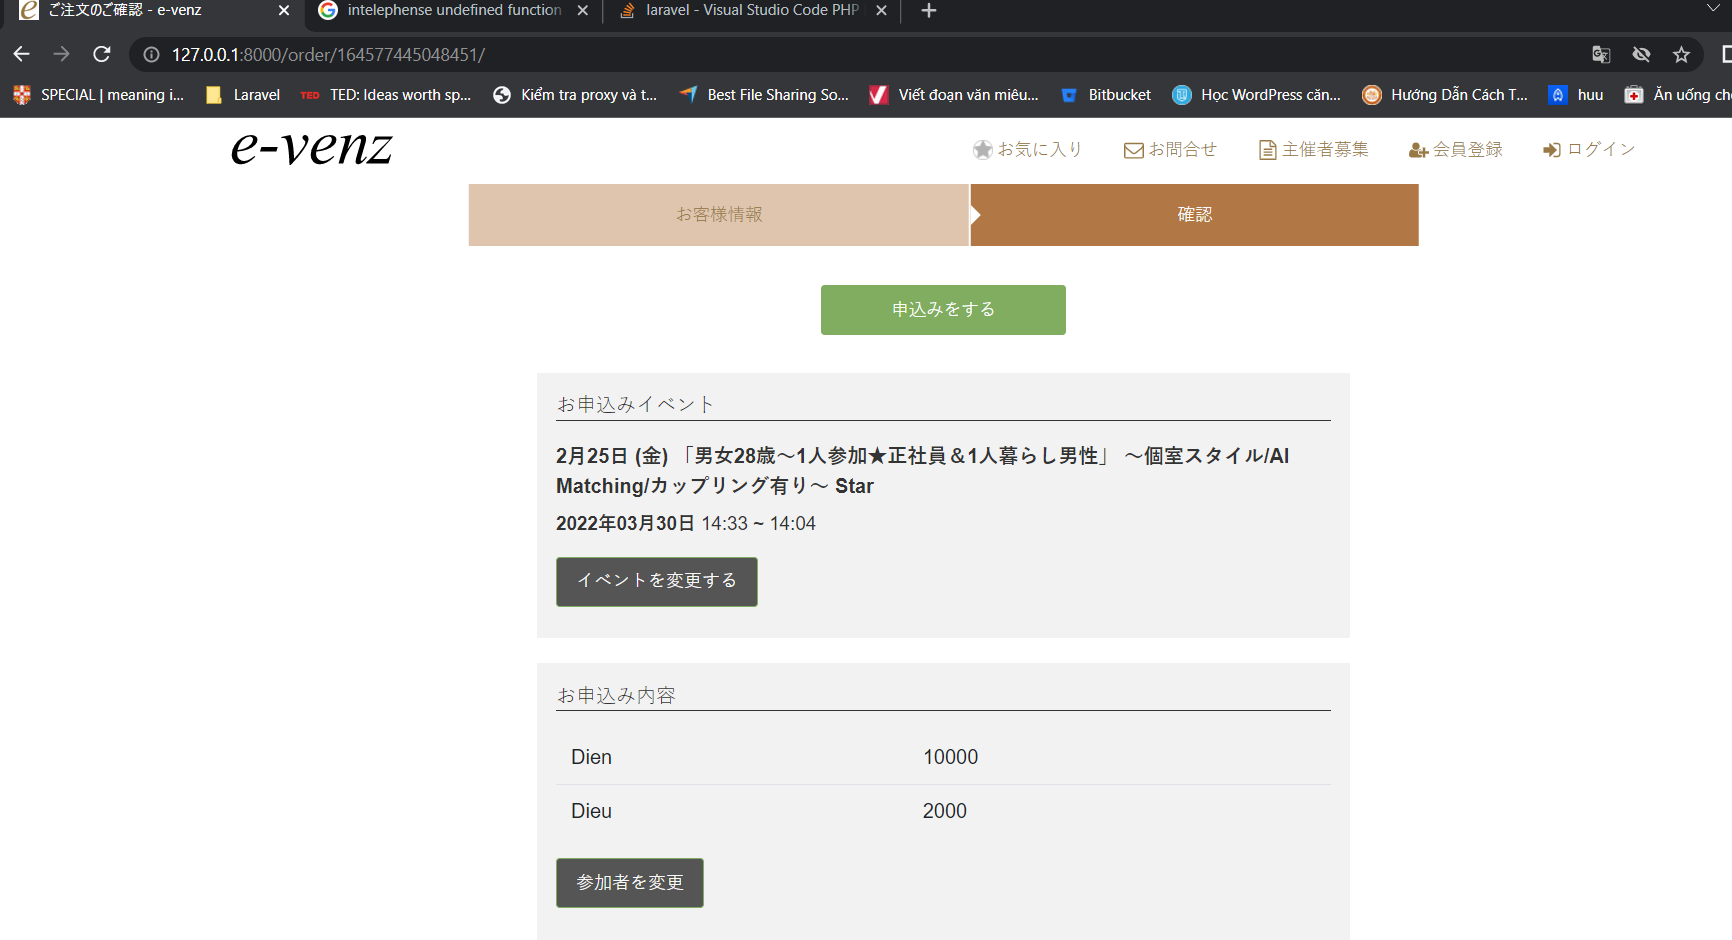 ご注文のご確認 - e-venz
intelephense undefined function
laravel - Visual Studio Code PHP
127.0.0.1:8000/order/164577445048451/
SPECIAL | meaning i...
Laravel
TED TED: Ideas worth sp...
Kiểm tra proxy và t...
Best File Sharing So...
Viết đoạn văn miêu...
Bitbucket
Học WordPress căn...
Hướng Dẫn Cách T...
huu
Ăn uống ch
e-venz
お気に入り
お問合せ
主催者募集
会員登録
ログイン
お客様情報
確認
申込みをする
お申込みイベント
2月25日 (金) 「男女28歳～1人参加★正社員＆1人暮らし男性」 ～個室スタイル/AI
Matching/カップリング有り～ Star
2022年03月30日 14:33 ~ 14:04
イベントを変更する
お申込み内容
Dien 10000
Dieu 2000
参加者を変更